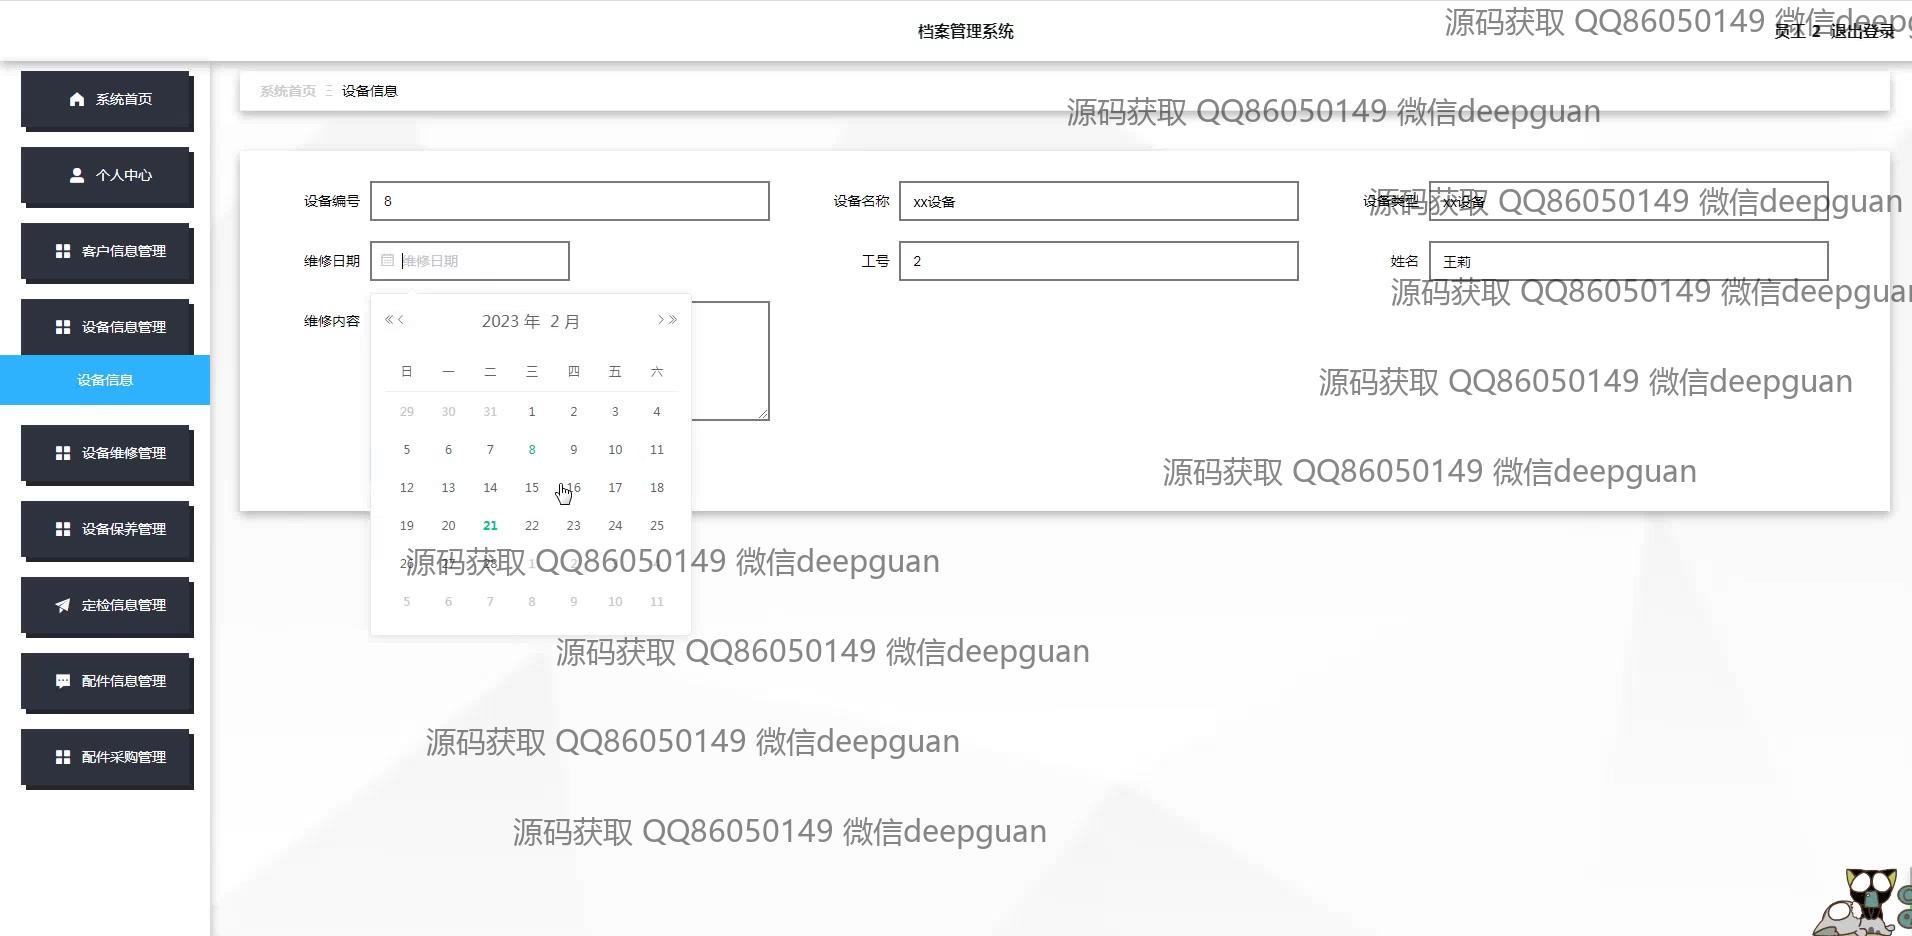 档案管理系统
员工 2 退出登录
源码获取 QQ86050149 微信deepg
系统首页
个人中心
客户信息管理
设备信息管理
设备信息
设备维修管理
设备保养管理
定检信息管理
配件信息管理
配件采购管理
系统首页 设备信息
源码获取 QQ86050149 微信deepguan
设备编号 8 设备名称 xx设备 设备类型 xx设备
源码获取 QQ86050149 微信deepguan
维修日期 维修日期 工号 2 姓名 王莉
源码获取 QQ86050149 微信deepguan
维修内容
2023 年 2 月
日 一 二 三 四 五 六
29 30 31 1 2 3 4
5 6 7 8 9 10 11
12 13 14 15 16 17 18
19 20 21 22 23 24 25
26 27 28 1 2
5 6 7 8 9 10 11
源码获取 QQ86050149 微信deepguan
源码获取 QQ86050149 微信deepguan
源码获取 QQ86050149 微信deepguan
源码获取 QQ86050149 微信deepguan
源码获取 QQ86050149 微信deepguan
源码获取 QQ86050149 微信deepguan